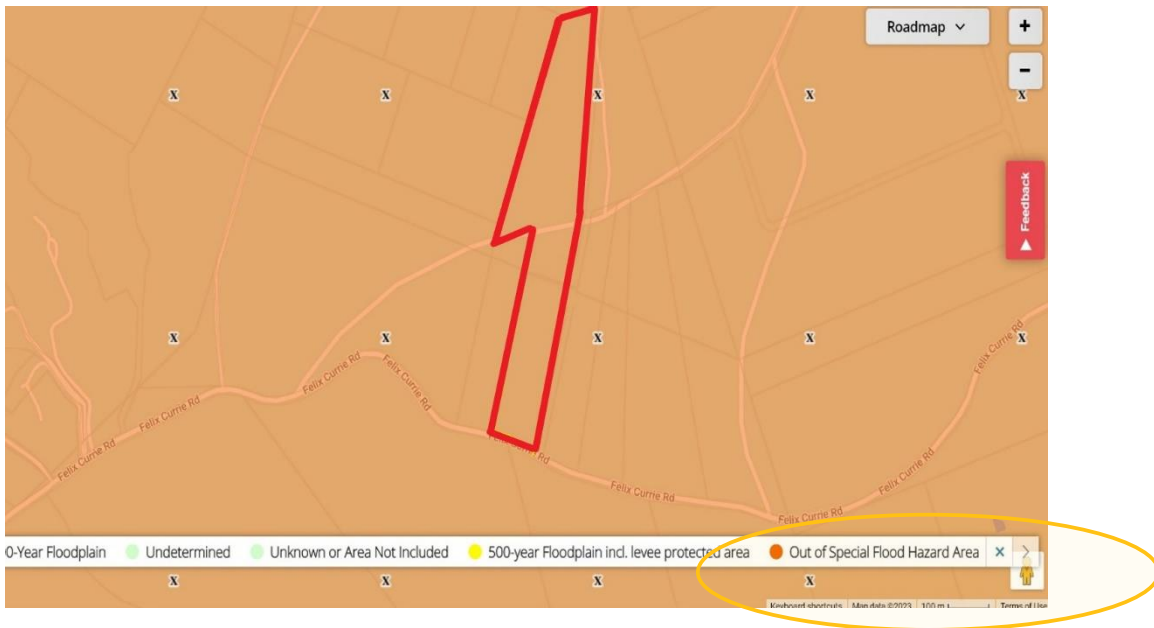 Roadmap
+
−
X X X X X
Feedback
X X X X X
Felix Currie Rd
Felix Currie Rd
Felix Currie Rd
Felix Currie Rd
Felix Currie Rd
Rd
Felix Currie Rd
Felix Currie Rd
Felix Currie Rd
0-Year Floodplain Undetermined Unknown or Area Not Included 500-year Floodplain incl. levee protected area Out of Special Flood Hazard Area ×
X X X X
Keyboard shortcuts Map data ©2023 100 m Terms of Use